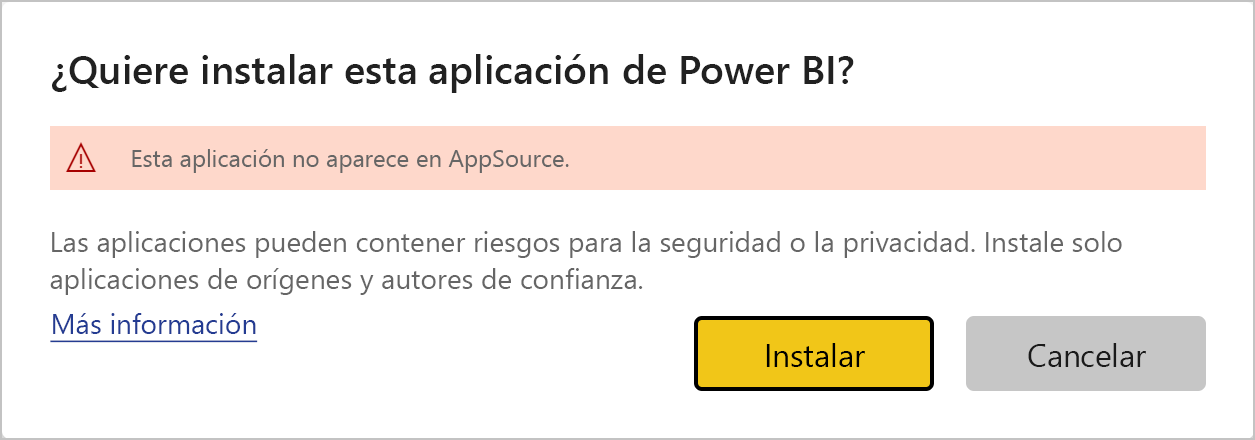 ¿Quiere instalar esta aplicación de Power BI?
Esta aplicación no aparece en AppSource.
Las aplicaciones pueden contener riesgos para la seguridad o la privacidad. Instale solo
aplicaciones de orígenes y autores de confianza.
Más información
Instalar
Cancelar